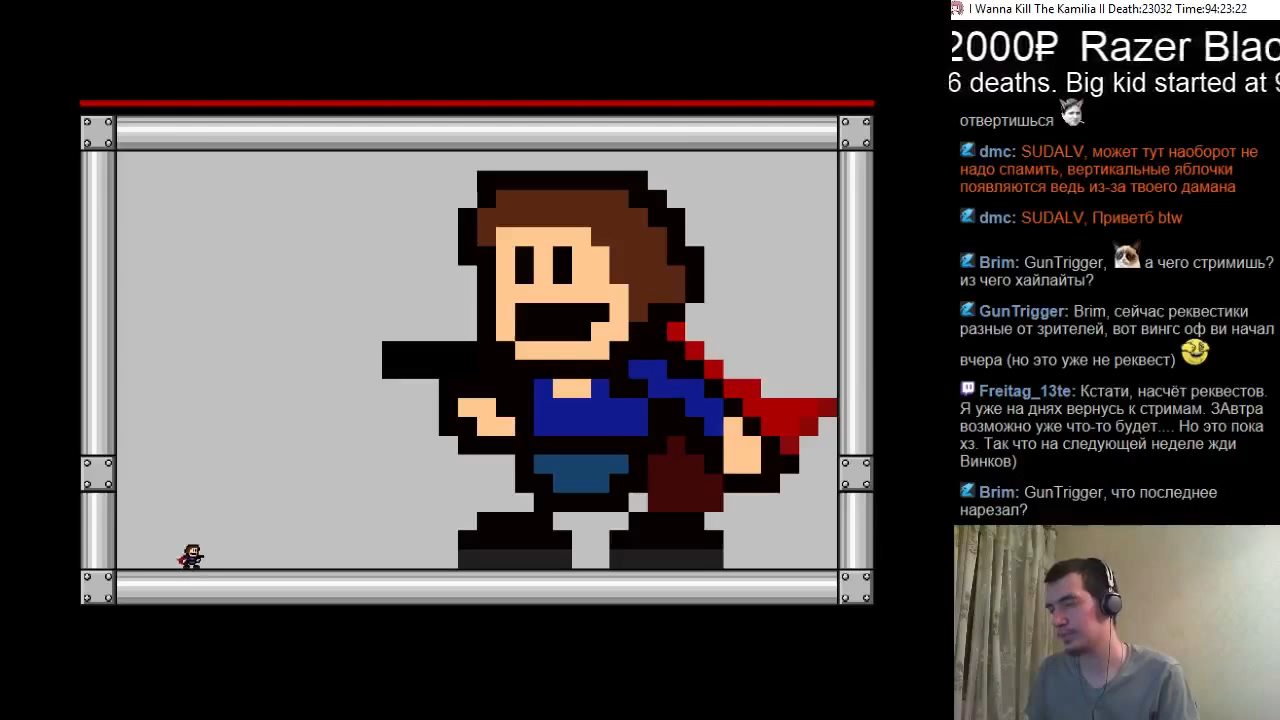 I Wanna Kill The Kamilia II Death:23032 Time:94:23:22
2000₽ Razer Blac
6 deaths. Big kid started at 9
отвертишься
dmc: SUDALV, может тут наоборот не
надо спамить, вертикальные яблочки
появляются ведь из-за твоего дамана
dmc: SUDALV, Приветб btw
Brim: GunTrigger, а чего стримишь?
из чего хайлайты?
GunTrigger: Brim, сейчас реквестики
разные от зрителей, вот вингс оф ви начал
вчера (но это уже не реквест)
Freitag_13te: Кстати, насчёт реквестов.
Я уже на днях вернусь к стримам. ЗАвтра
возможно уже что-то будет.... Но это пока
хз. Так что на следующей неделе жди
Винков)
Brim: GunTrigger, что последнее
нарезал?